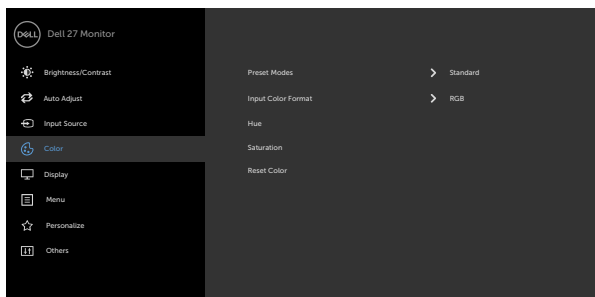 DELL Dell 27 Monitor
Brightness/Contrast
Auto Adjust
Input Source
Color
Display
Menu
Personalize
Others
Preset Modes Standard
Input Color Format RGB
Hue
Saturation
Reset Color